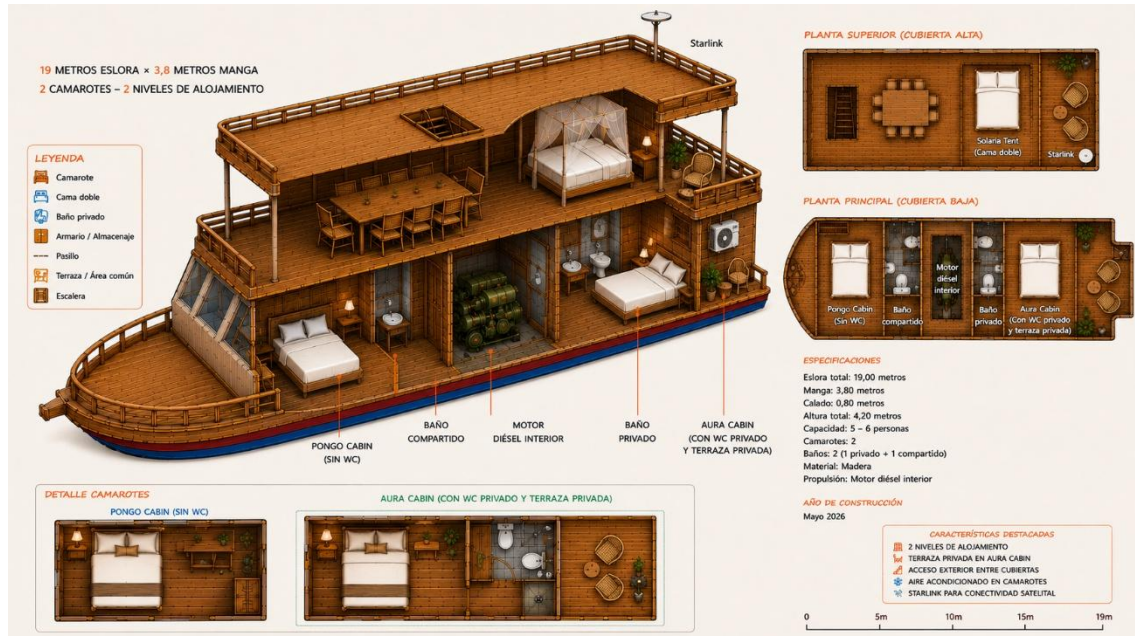 19 METROS ESLORA × 3,8 METROS MANGA
2 CAMAROTES – 2 NIVELES DE ALOJAMIENTO
Starlink
LEYENDA
Camarote
Cama doble
Baño privado
Armario / Almacenaje
Pasillo
Terraza / Área común
Escalera
PONGO CABIN
(SIN WC)
BAÑO
COMPARTIDO
MOTOR
DIÉSEL INTERIOR
BAÑO
PRIVADO
AURA CABIN
(CON WC PRIVADO
Y TERRAZA PRIVADA)
DETALLE CAMAROTES
PONGO CABIN (SIN WC)
AURA CABIN (CON WC PRIVADO Y TERRAZA PRIVADA)
PLANTA SUPERIOR (CUBIERTA ALTA)
Solaria Tent
(Cama doble)
Starlink
PLANTA PRINCIPAL (CUBIERTA BAJA)
Pongo Cabin
(Sin WC)
Baño
compartido
Motor
diésel
interior
Baño
privado
Aura Cabin
(Con WC privado
y terraza privada)
ESPECIFICACIONES
Eslora total: 19,00 metros
Manga: 3,80 metros
Calado: 0,80 metros
Altura total: 4,20 metros
Capacidad: 5 – 6 personas
Camarotes: 2
Baños: 2 (1 privado + 1 compartido)
Material: Madera
Propulsión: Motor diésel interior
AÑO DE CONSTRUCCIÓN
Mayo 2026
CARACTERÍSTICAS DESTACADAS
2 NIVELES DE ALOJAMIENTO
TERRAZA PRIVADA EN AURA CABIN
ACCESO EXTERIOR ENTRE CUBIERTAS
AIRE ACONDICIONADO EN CAMAROTES
STARLINK PARA CONECTIVIDAD SATELITAL
0 5m 10m 15m 19m